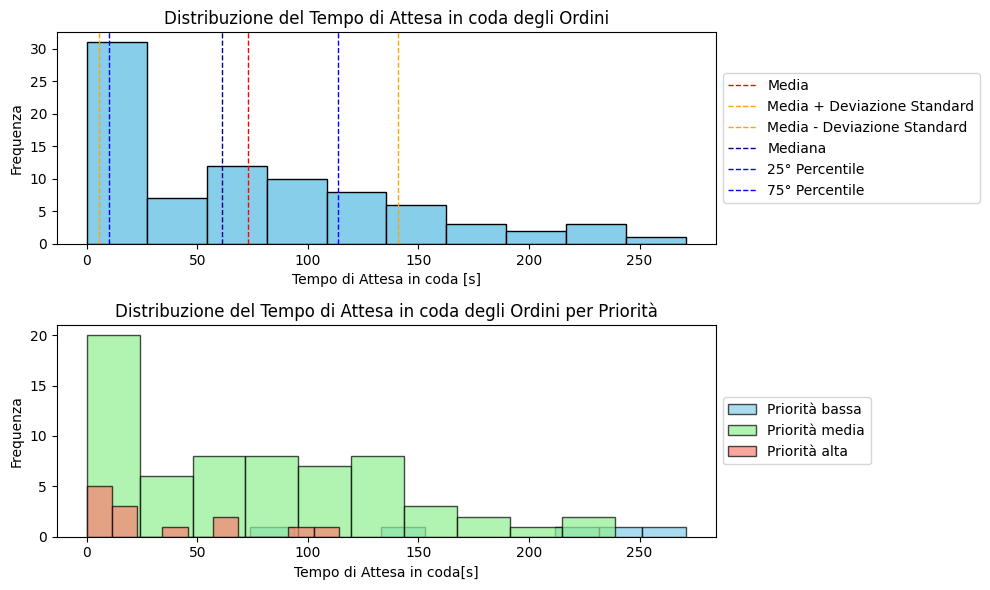 Distribuzione del Tempo di Attesa in coda degli Ordini
Frequenza
30
25
20
15
10
5
0
0 50 100 150 200 250
Tempo di Attesa in coda [s]
Media
Media + Deviazione Standard
Media - Deviazione Standard
Mediana
25° Percentile
75° Percentile
Distribuzione del Tempo di Attesa in coda degli Ordini per Priorità
Frequenza
20
15
10
5
0
0 50 100 150 200 250
Tempo di Attesa in coda[s]
Priorità bassa
Priorità media
Priorità alta